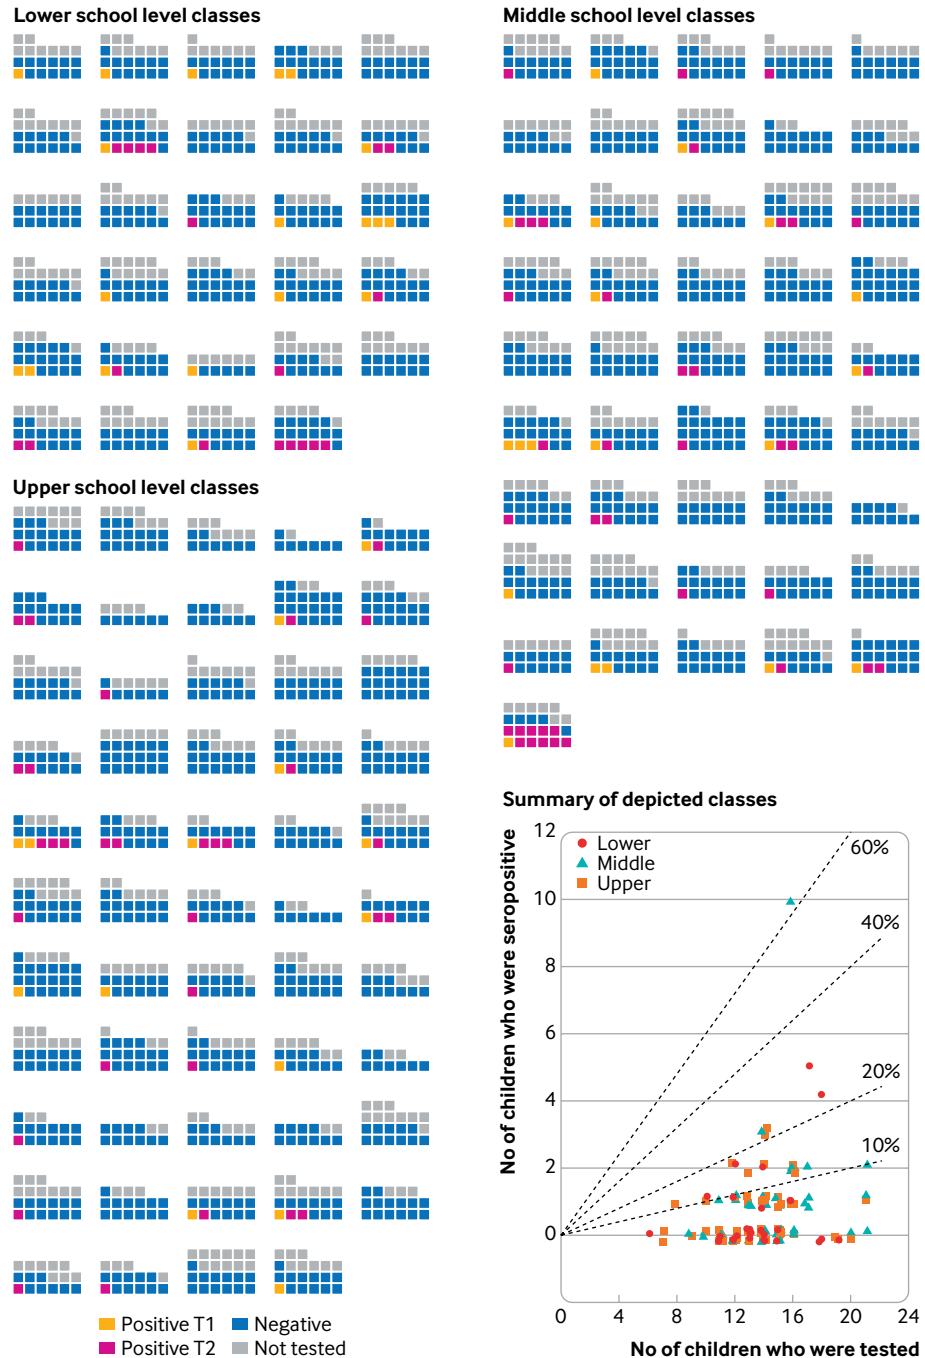 Lower school level classes
Middle school level classes
Upper school level classes
Positive T1
Negative
Positive T2
Not tested
Summary of depicted classes
No of children who were seropositive
12
10
8
6
4
2
0
Lower
Middle
Upper
60%
40%
20%
10%
0 4 8 12 16 20 24
No of children who were tested